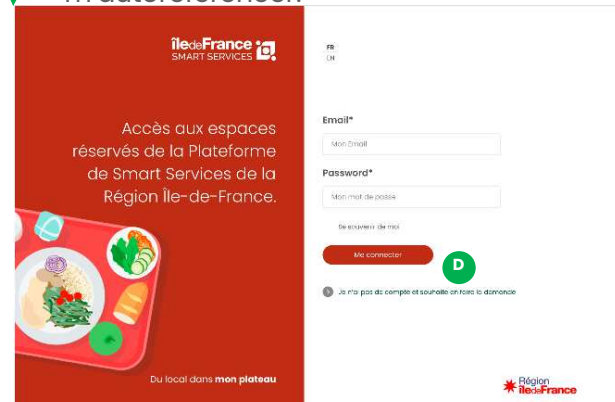 m'autoréférencer.
îledeFrance
SMART SERVICES
FR
EN
Accès aux espaces
réservés de la Plateforme
de Smart Services de la
Région Île-de-France.
Du local dans mon plateau
Email*
Mon Email
Password*
Mon mot de passe
Se souvenir de moi
Me connecter
D
Je n'ai pas de compte et souhaite en faire la demande
Région
îledeFrance